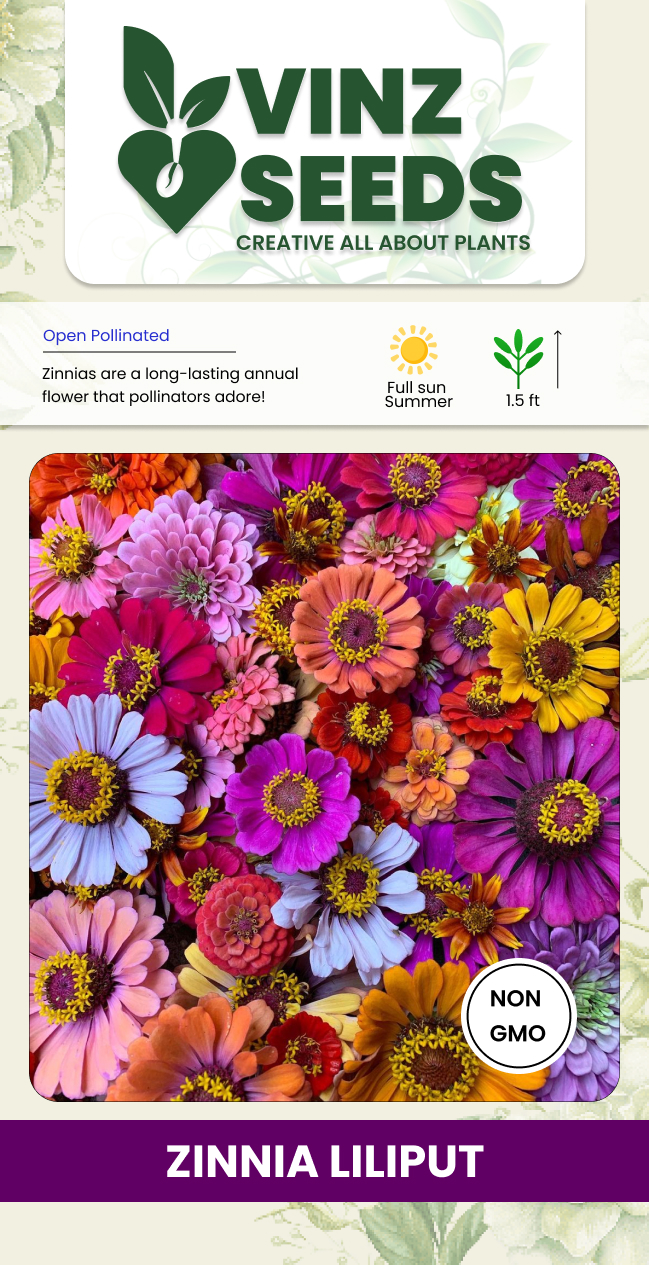 VINZ
SEEDS
CREATIVE ALL ABOUT PLANTS
Open Pollinated
Zinnias are a long-lasting annual
flower that pollinators adore!
Full sun
Summer
1.5 ft
NON
GMO
ZINNIA LILIPUT